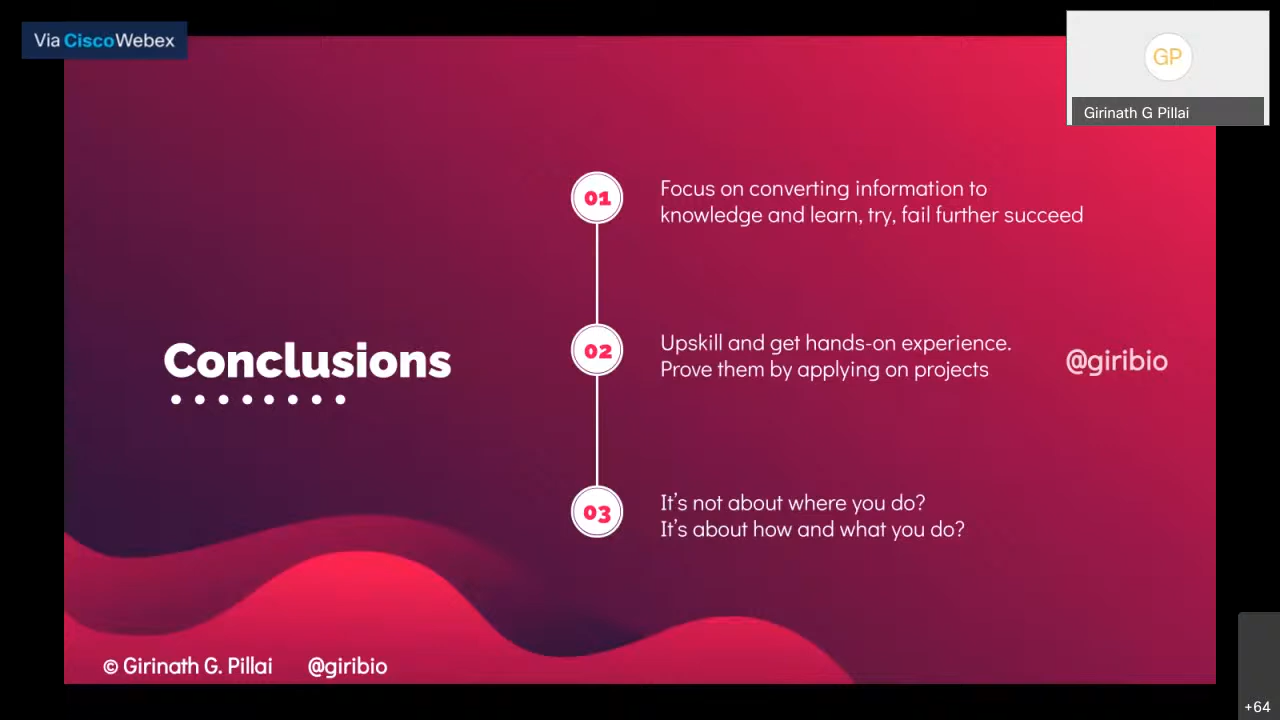 Via CiscoWebex
GP
Girinath G Pillai
01
Focus on converting information to
knowledge and learn, try, fail further succeed
Conclusions
02
Upskill and get hands-on experience.
Prove them by applying on projects
@giribio
03
It's not about where you do?
It's about how and what you do?
© Girinath G. Pillai @giribio
+64